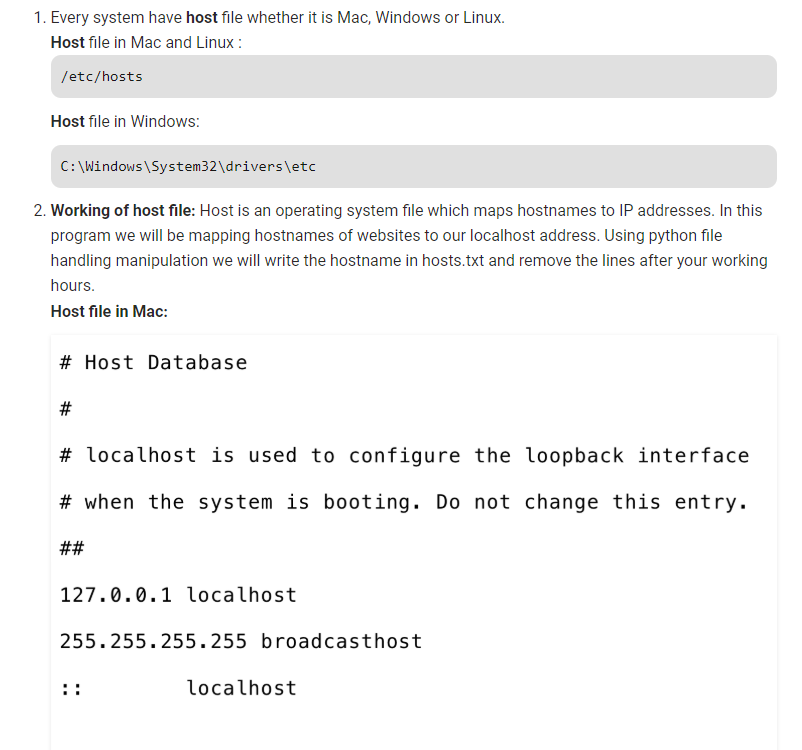 1. Every system have host file whether it is Mac, Windows or Linux.
Host file in Mac and Linux :
/etc/hosts
Host file in Windows:
C:\Windows\System32\drivers\etc
2. Working of host file: Host is an operating system file which maps hostnames to IP addresses. In this
program we will be mapping hostnames of websites to our localhost address. Using python file
handling manipulation we will write the hostname in hosts.txt and remove the lines after your working
hours.
Host file in Mac:
# Host Database
#
# localhost is used to configure the loopback interface
# when the system is booting. Do not change this entry.
##
127.0.0.1 localhost
255.255.255.255 broadcasthost
::        localhost